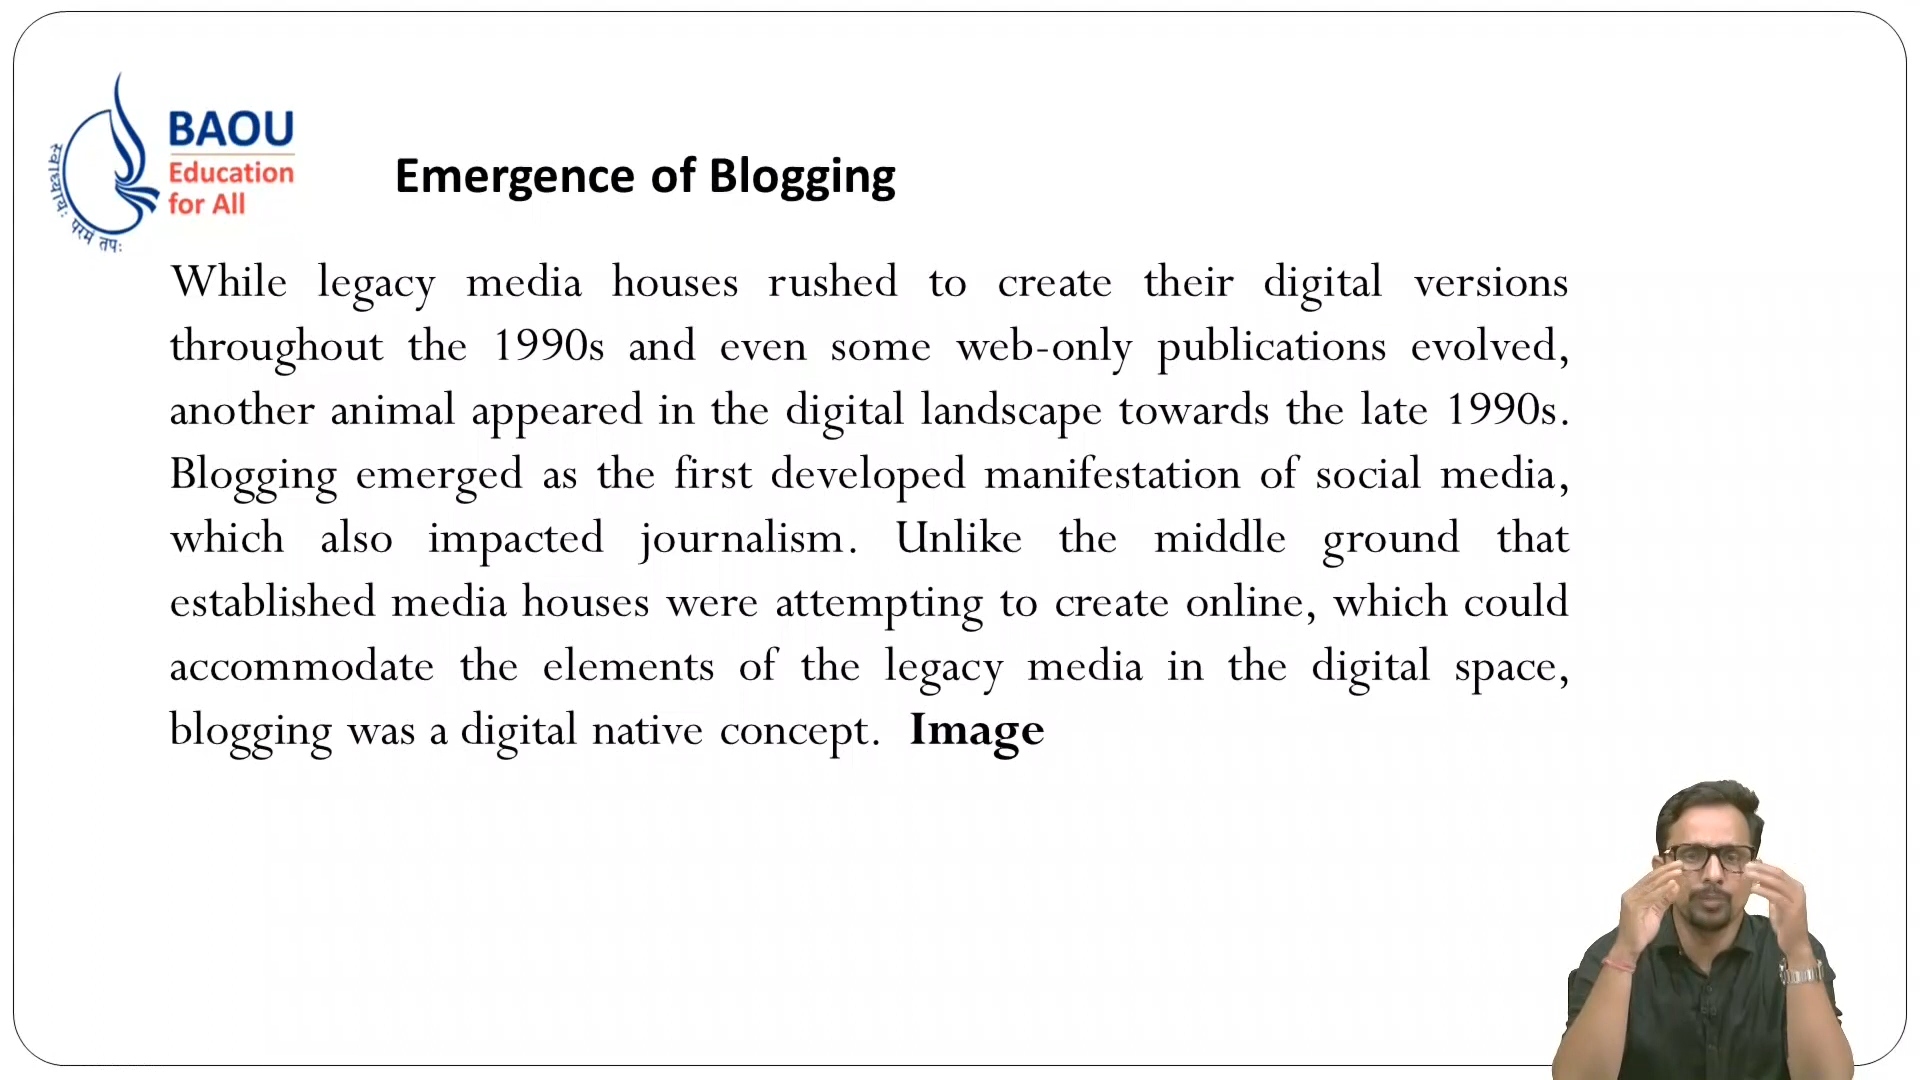 BAOU
Education
for All
स्वाध्यायः परमं तपः
Emergence of Blogging
While legacy media houses rushed to create their digital versions
throughout the 1990s and even some web-only publications evolved,
another animal appeared in the digital landscape towards the late 1990s.
Blogging emerged as the first developed manifestation of social media,
which also impacted journalism. Unlike the middle ground that
established media houses were attempting to create online, which could
accommodate the elements of the legacy media in the digital space,
blogging was a digital native concept. Image